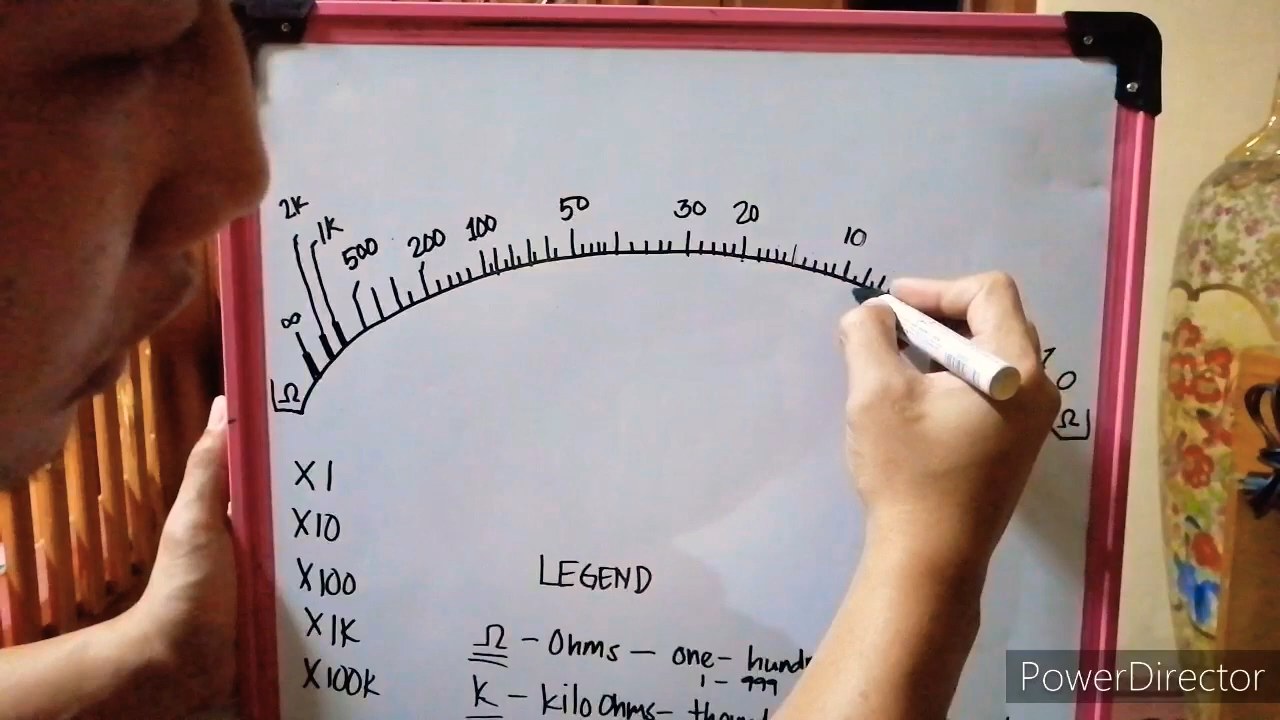 2K
1K
500
200
100
50
30
20
10
∞
0
Ω
Ω
X1
X10
X100
X1K
X100K
LEGEND
Ω - Ohms - one -
1 - 999
K - kilo Ohms -
PowerDirector